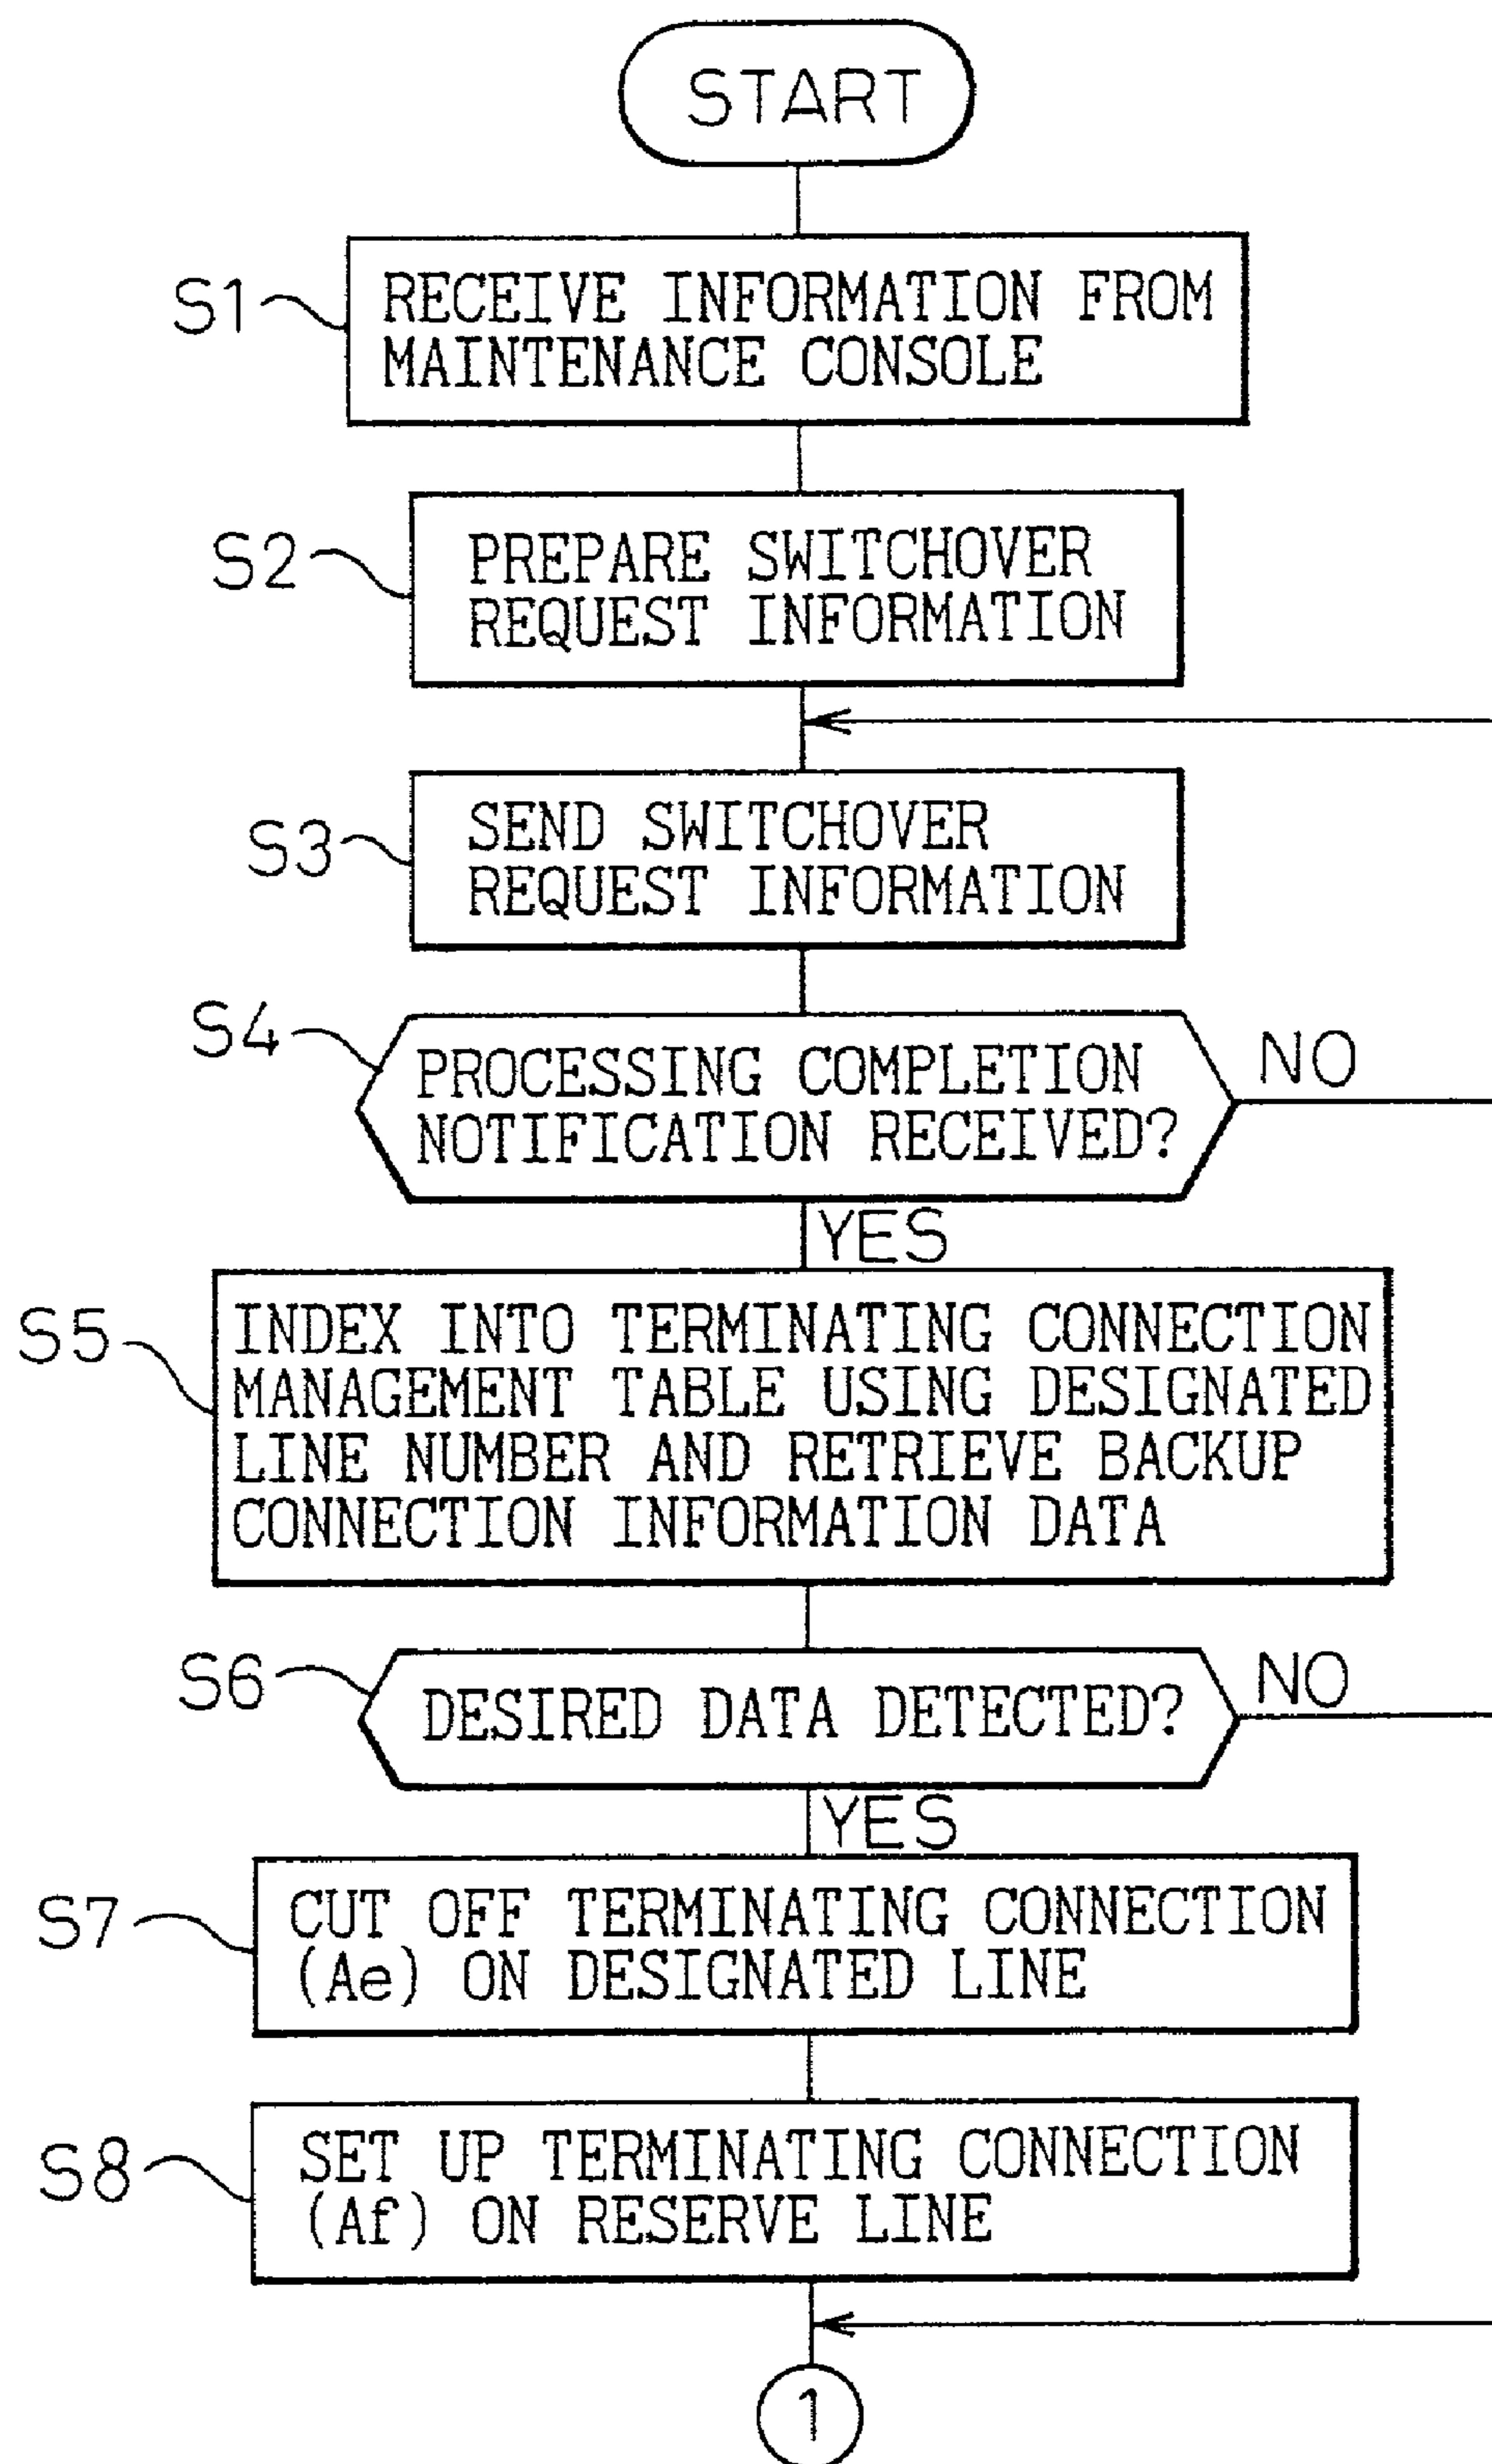 START
S1
RECEIVE INFORMATION FROM
MAINTENANCE CONSOLE
S2
PREPARE SWITCHOVER
REQUEST INFORMATION
S3
SEND SWITCHOVER
REQUEST INFORMATION
S4
PROCESSING COMPLETION
NOTIFICATION RECEIVED?
NO
YES
S5
INDEX INTO TERMINATING CONNECTION
MANAGEMENT TABLE USING DESIGNATED
LINE NUMBER AND RETRIEVE BACKUP
CONNECTION INFORMATION DATA
S6
DESIRED DATA DETECTED?
NO
YES
S7
CUT OFF TERMINATING CONNECTION
(Ae) ON DESIGNATED LINE
S8
SET UP TERMINATING CONNECTION
(Af) ON RESERVE LINE
1